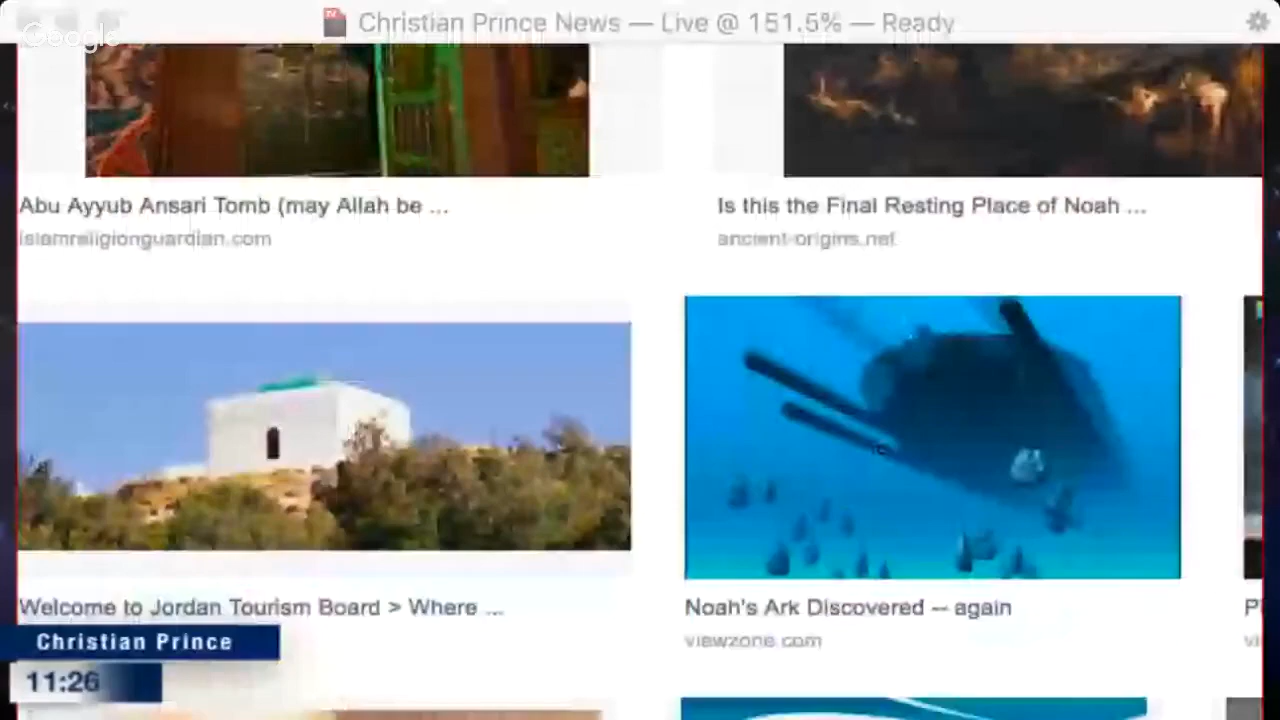 Christian Prince News — Live @ 151.5% — Ready
Google
Abu Ayyub Ansari Tomb (may Allah be ...
islamreligionguardian.com
Is this the Final Resting Place of Noah ...
ancient-origins.net
Welcome to Jordan Tourism Board > Where ...
Noah's Ark Discovered -- again
viewzone.com
Christian Prince
11:26